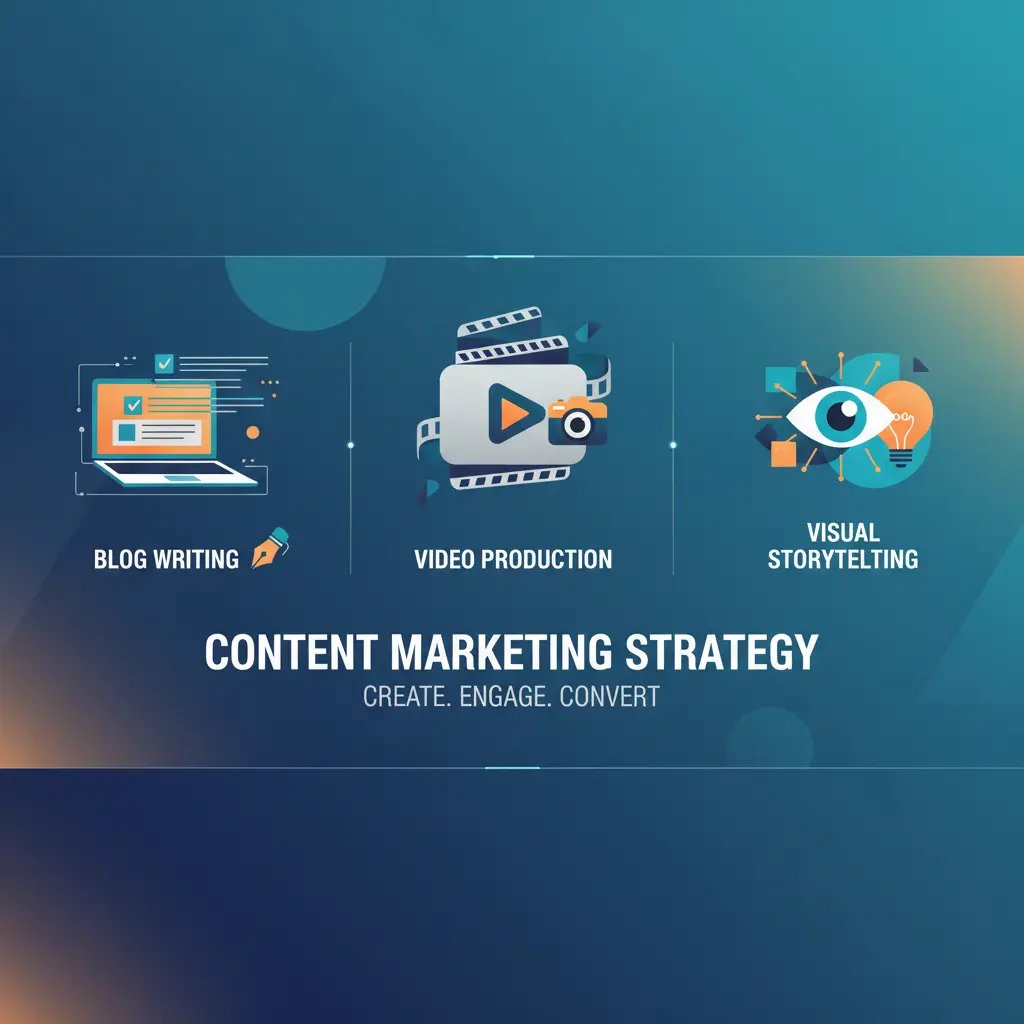 BLOG WRITING
VIDEO PRODUCTION
VISUAL
STORYTELTING
CONTENT MARKETING STRATEGY
CREATE. ENGAGE. CONVERT